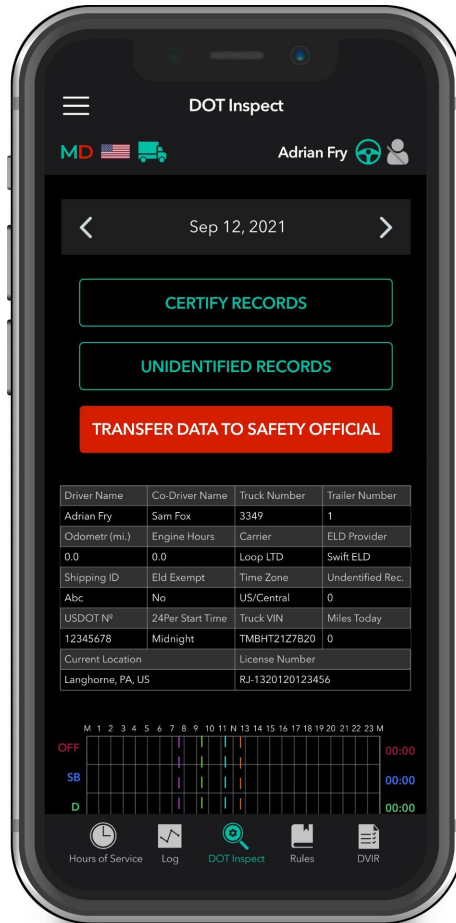 DOT Inspect
MD Adrian Fry
Sep 12, 2021
CERTIFY RECORDS
UNIDENTIFIED RECORDS
TRANSFER DATA TO SAFETY OFFICIAL
Driver Name Co-Driver Name Truck Number Trailer Number
Adrian Fry Sam Fox 3349 1
Odometr (mi.) Engine Hours Carrier ELD Provider
0.0 0.0 Loop LTD Swift ELD
Shipping ID Eld Exempt Time Zone Undentified Rec.
Abc No US/Central 0
USDOT Nº 24Per Start Time Truck VIN Miles Today
12345678 Midnight TMBHT21Z7B20 0
Current Location License Number
Langhorne, PA, US RJ-1320120123456
M 1 2 3 4 5 6 7 8 9 10 11 N 13 14 15 16 17 18 19 20 21 22 23 M
OFF 00:00
SB 00:00
D 00:00
Hours of Service Log DOT Inspect Rules DVIR